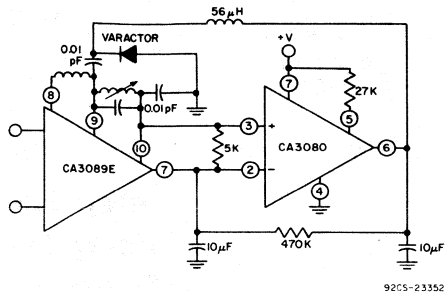 56μH
0.01
pF
VARACTOR
+V
8
9
0.01pF
7
27K
10
3
+
5
5K
CA3089E
CA3080
6
7
2
−
4
10μF
470K
10μF
92CS-23352